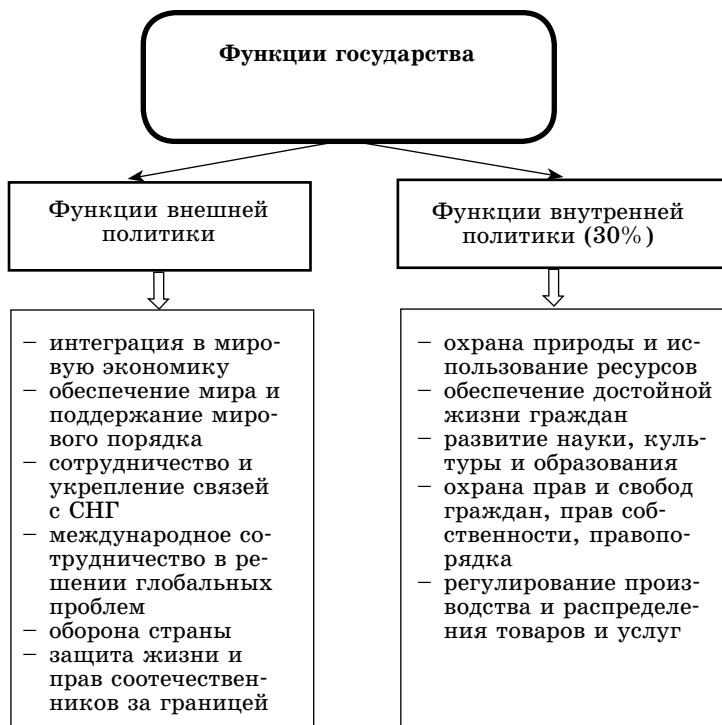 Функции государства
Функции внешней
политики
Функции внутренней
политики (30%)
– интеграция в миро-
вую экономику
– обеспечение мира и
поддержание миро-
вого порядка
– сотрудничество и
укрепление связей
с СНГ
– международное со-
трудничество в ре-
шении глобальных
проблем
– оборона страны
– защита жизни и
прав соотечествен-
ников за границей
– охрана природы и ис-
пользование ресурсов
– обеспечение достойной
жизни граждан
– развитие науки, куль-
туры и образования
– охрана прав и свобод
граждан, прав соб-
ственности, правопо-
рядка
– регулирование произ-
водства и распределе-
ния товаров и услуг